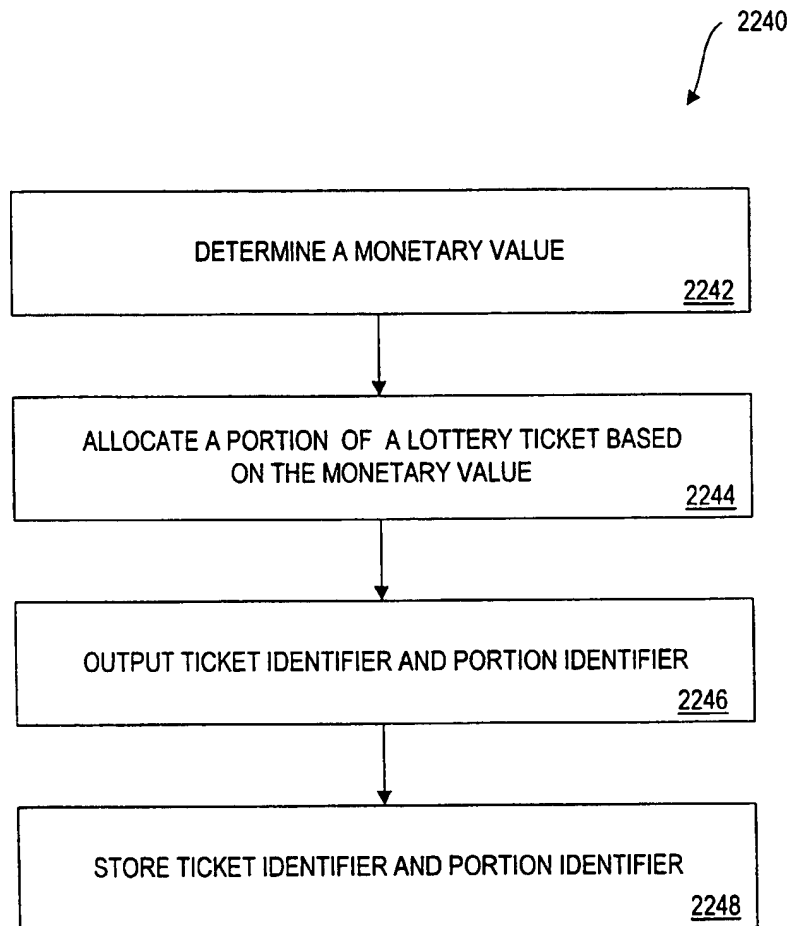 2240
DETERMINE A MONETARY VALUE
2242
ALLOCATE A PORTION OF A LOTTERY TICKET BASED
ON THE MONETARY VALUE
2244
OUTPUT TICKET IDENTIFIER AND PORTION IDENTIFIER
2246
STORE TICKET IDENTIFIER AND PORTION IDENTIFIER
2248